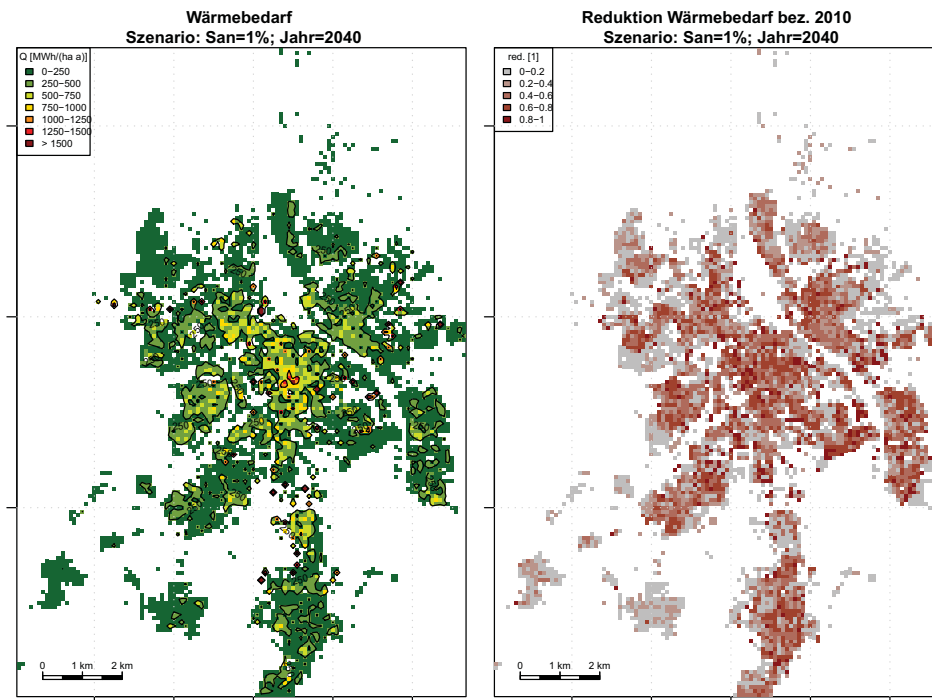 Wärmebedarf
Szenario: San=1%; Jahr=2040
Q [MWh/(ha a)]
0−250
250−500
500−750
750−1000
1000−1250
1250−1500
> 1500
0 1 km 2 km
Reduktion Wärmebedarf bez. 2010
Szenario: San=1%; Jahr=2040
red. [1]
0−0.2
0.2−0.4
0.4−0.6
0.6−0.8
0.8−1
0 1 km 2 km